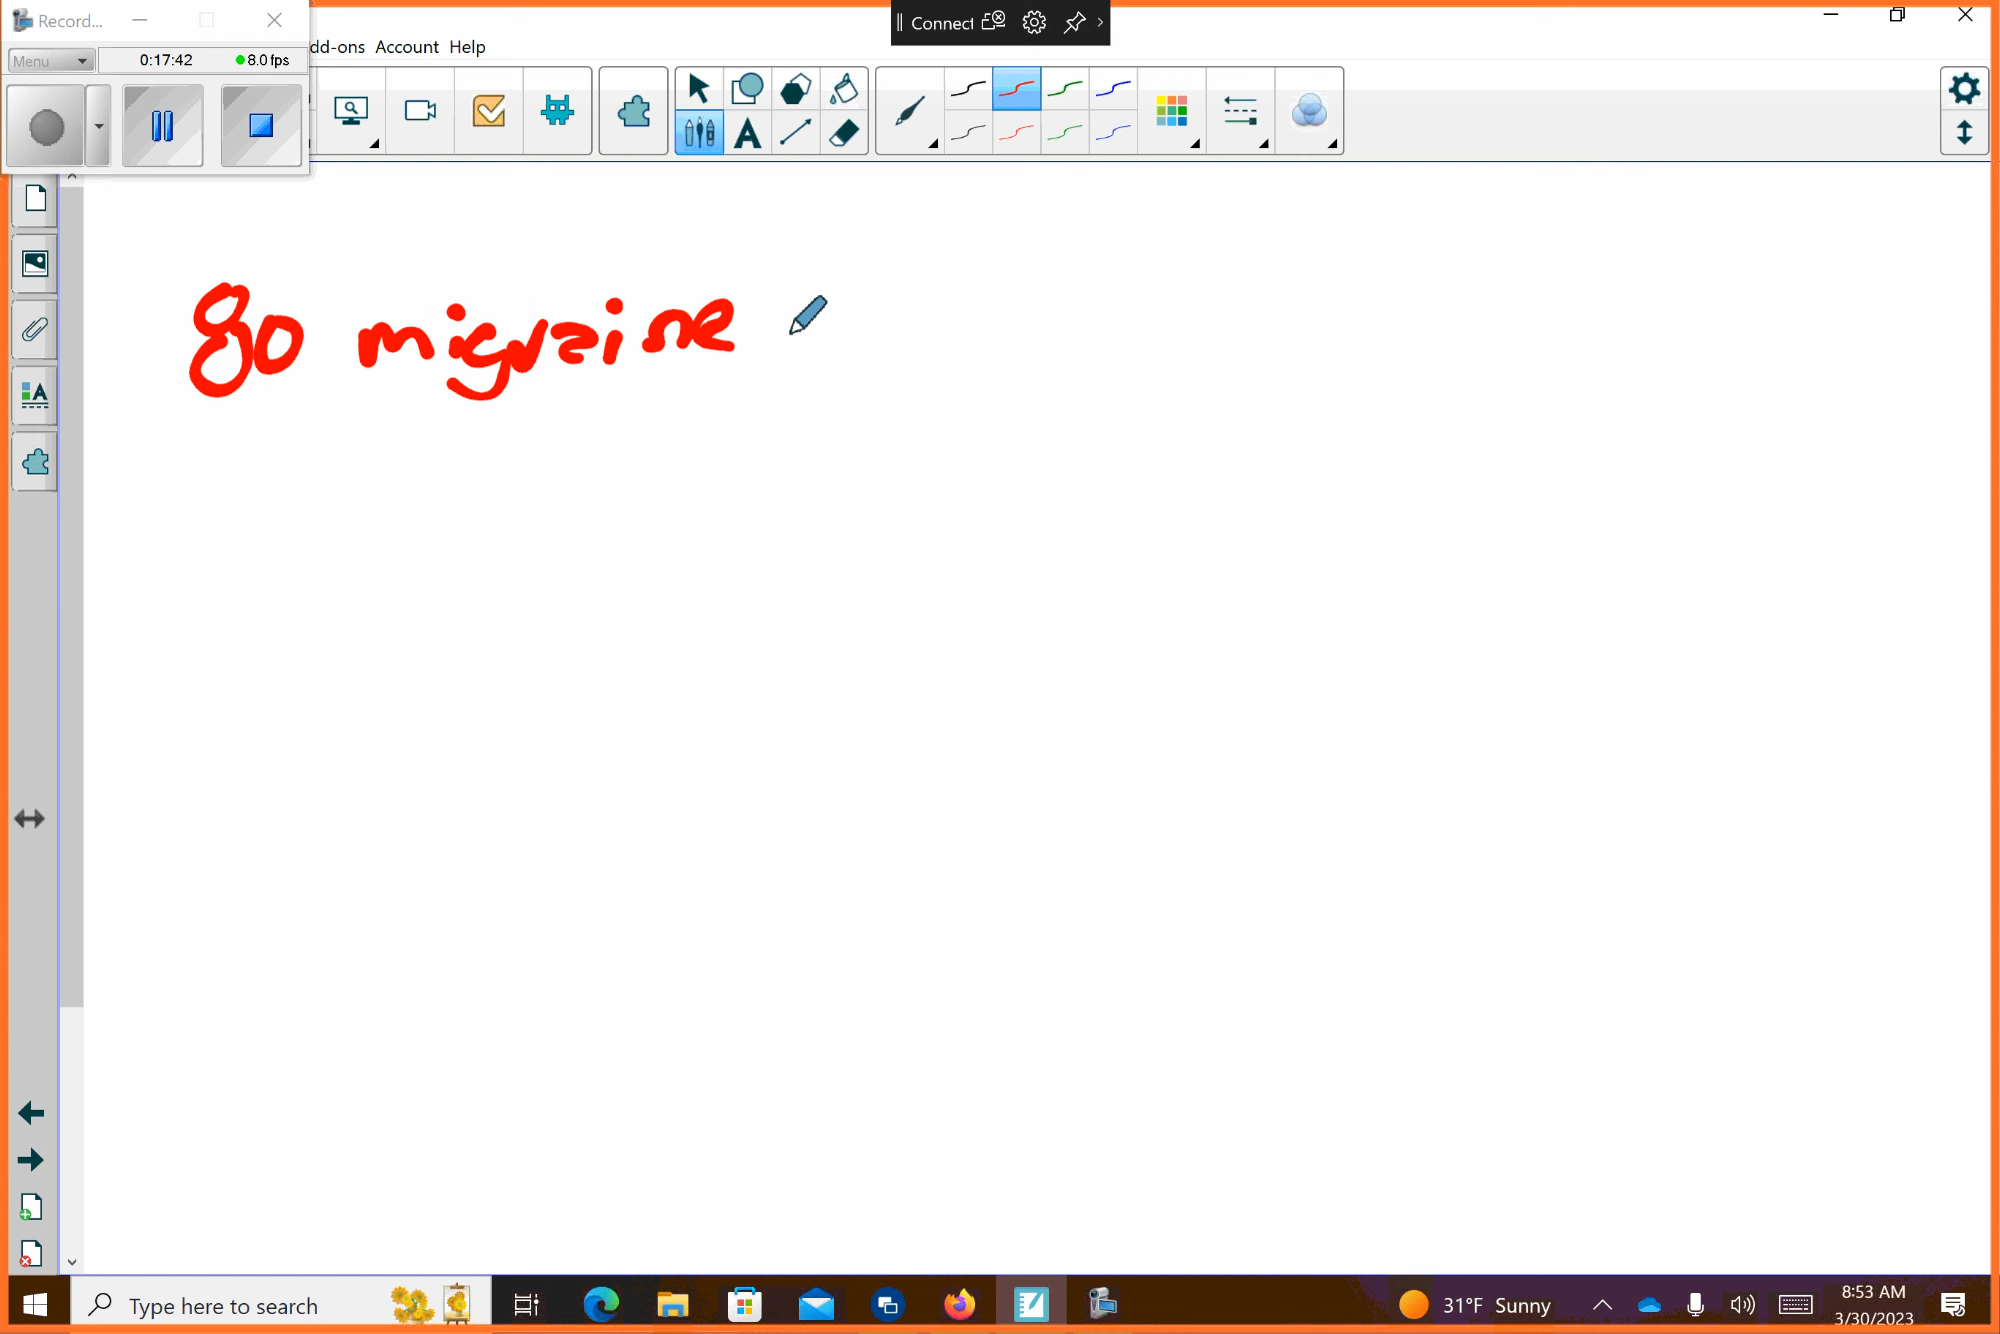 Record...
Connect
Menu 0:17:42 8.0 fps
dd-ons Account Help
go migraine
Type here to search
31°F Sunny
8:53 AM
3/30/2023